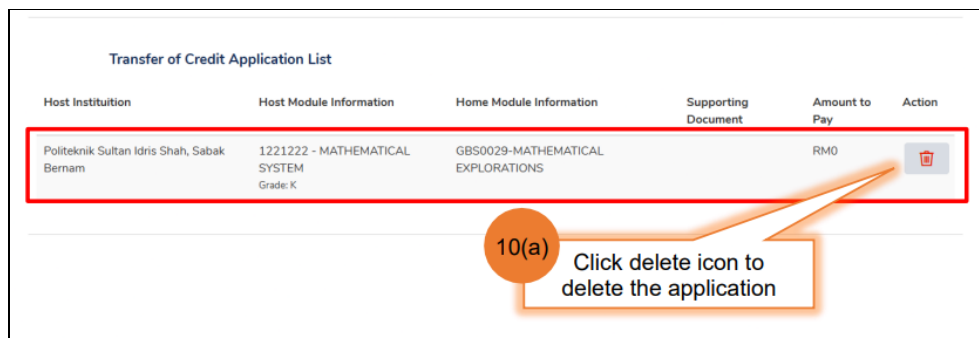 Transfer of Credit Application List
Host Instituition Host Module Information Home Module Information Supporting Document Amount to Pay Action
Politeknik Sultan Idris Shah, Sabak Bernam
1221222 - MATHEMATICAL SYSTEM
Grade: K
GBS0029-MATHEMATICAL EXPLORATIONS
RM0
10(a)
Click delete icon to
delete the application